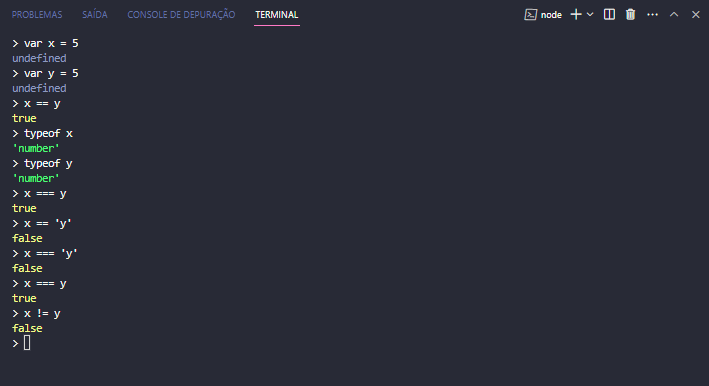 PROBLEMAS SAÍDA CONSOLE DE DEPURAÇÃO TERMINAL node
> var x = 5
undefined
> var y = 5
undefined
> x == y
true
> typeof x
'number'
> typeof y
'number'
> x === y
true
> x == 'y'
false
> x === 'y'
false
> x === y
true
> x != y
false
>